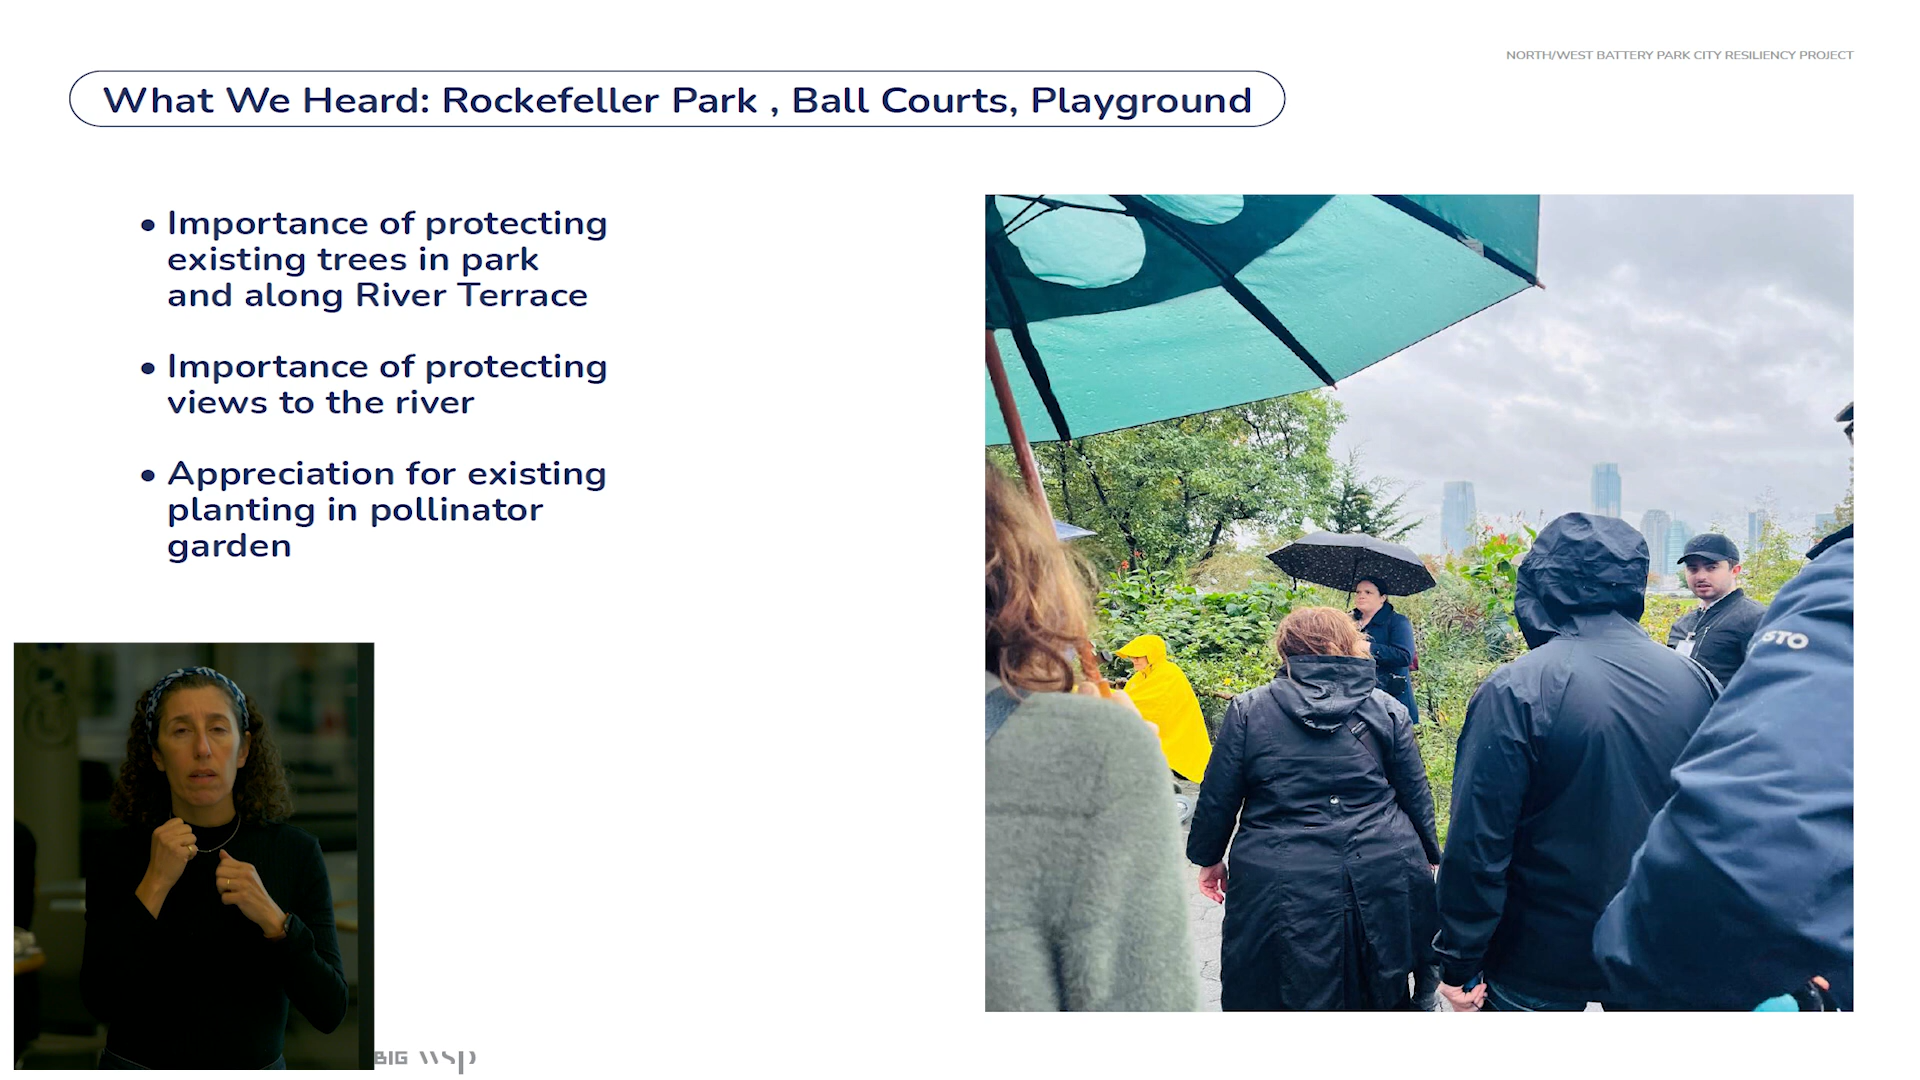 NORTH/WEST BATTERY PARK CITY RESILIENCY PROJECT
What We Heard: Rockefeller Park , Ball Courts, Playground
• Importance of protecting
existing trees in park
and along River Terrace
• Importance of protecting
views to the river
• Appreciation for existing
planting in pollinator
garden
STO
BIG wsp